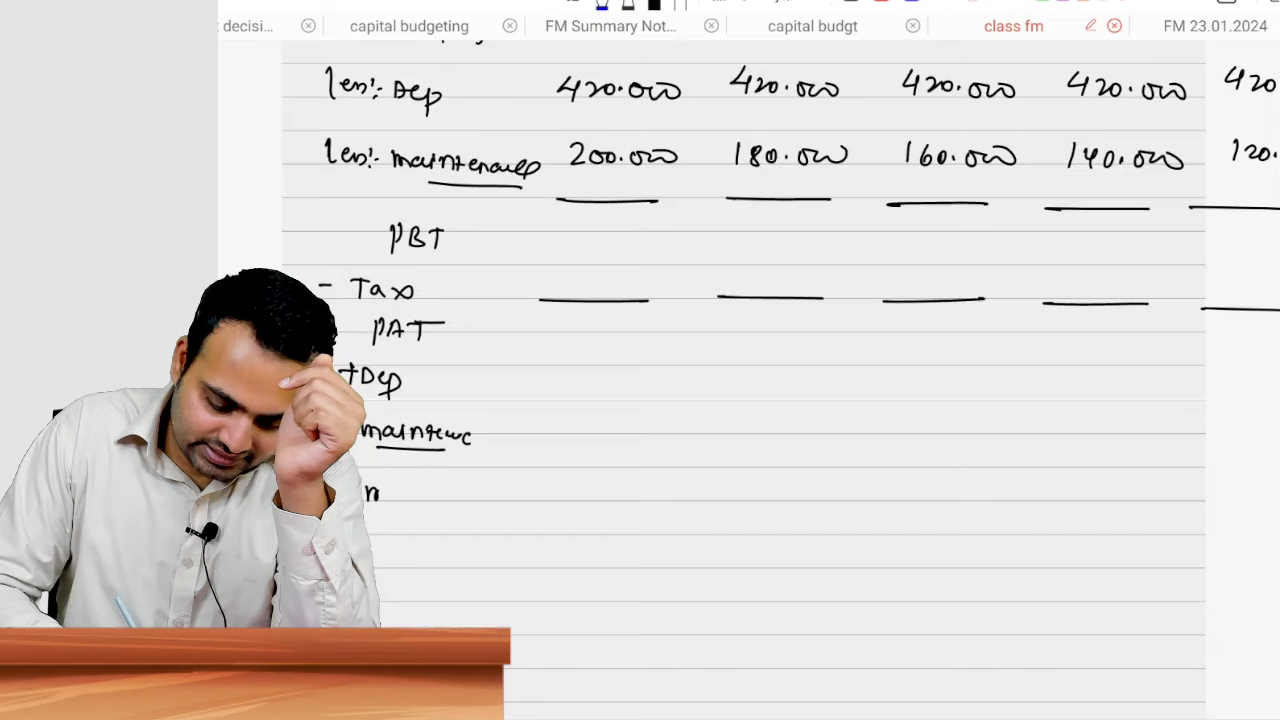 decisi... capital budgeting FM Summary Not... capital budgt class fm FM 23.01.2024
less:- Dep 420.000 420.000 420.000 420.000 420
less:- maintenance 200.000 180.000 160.000 140.000 120.
PBT
- Tax
PAT
+Dep
maintenc